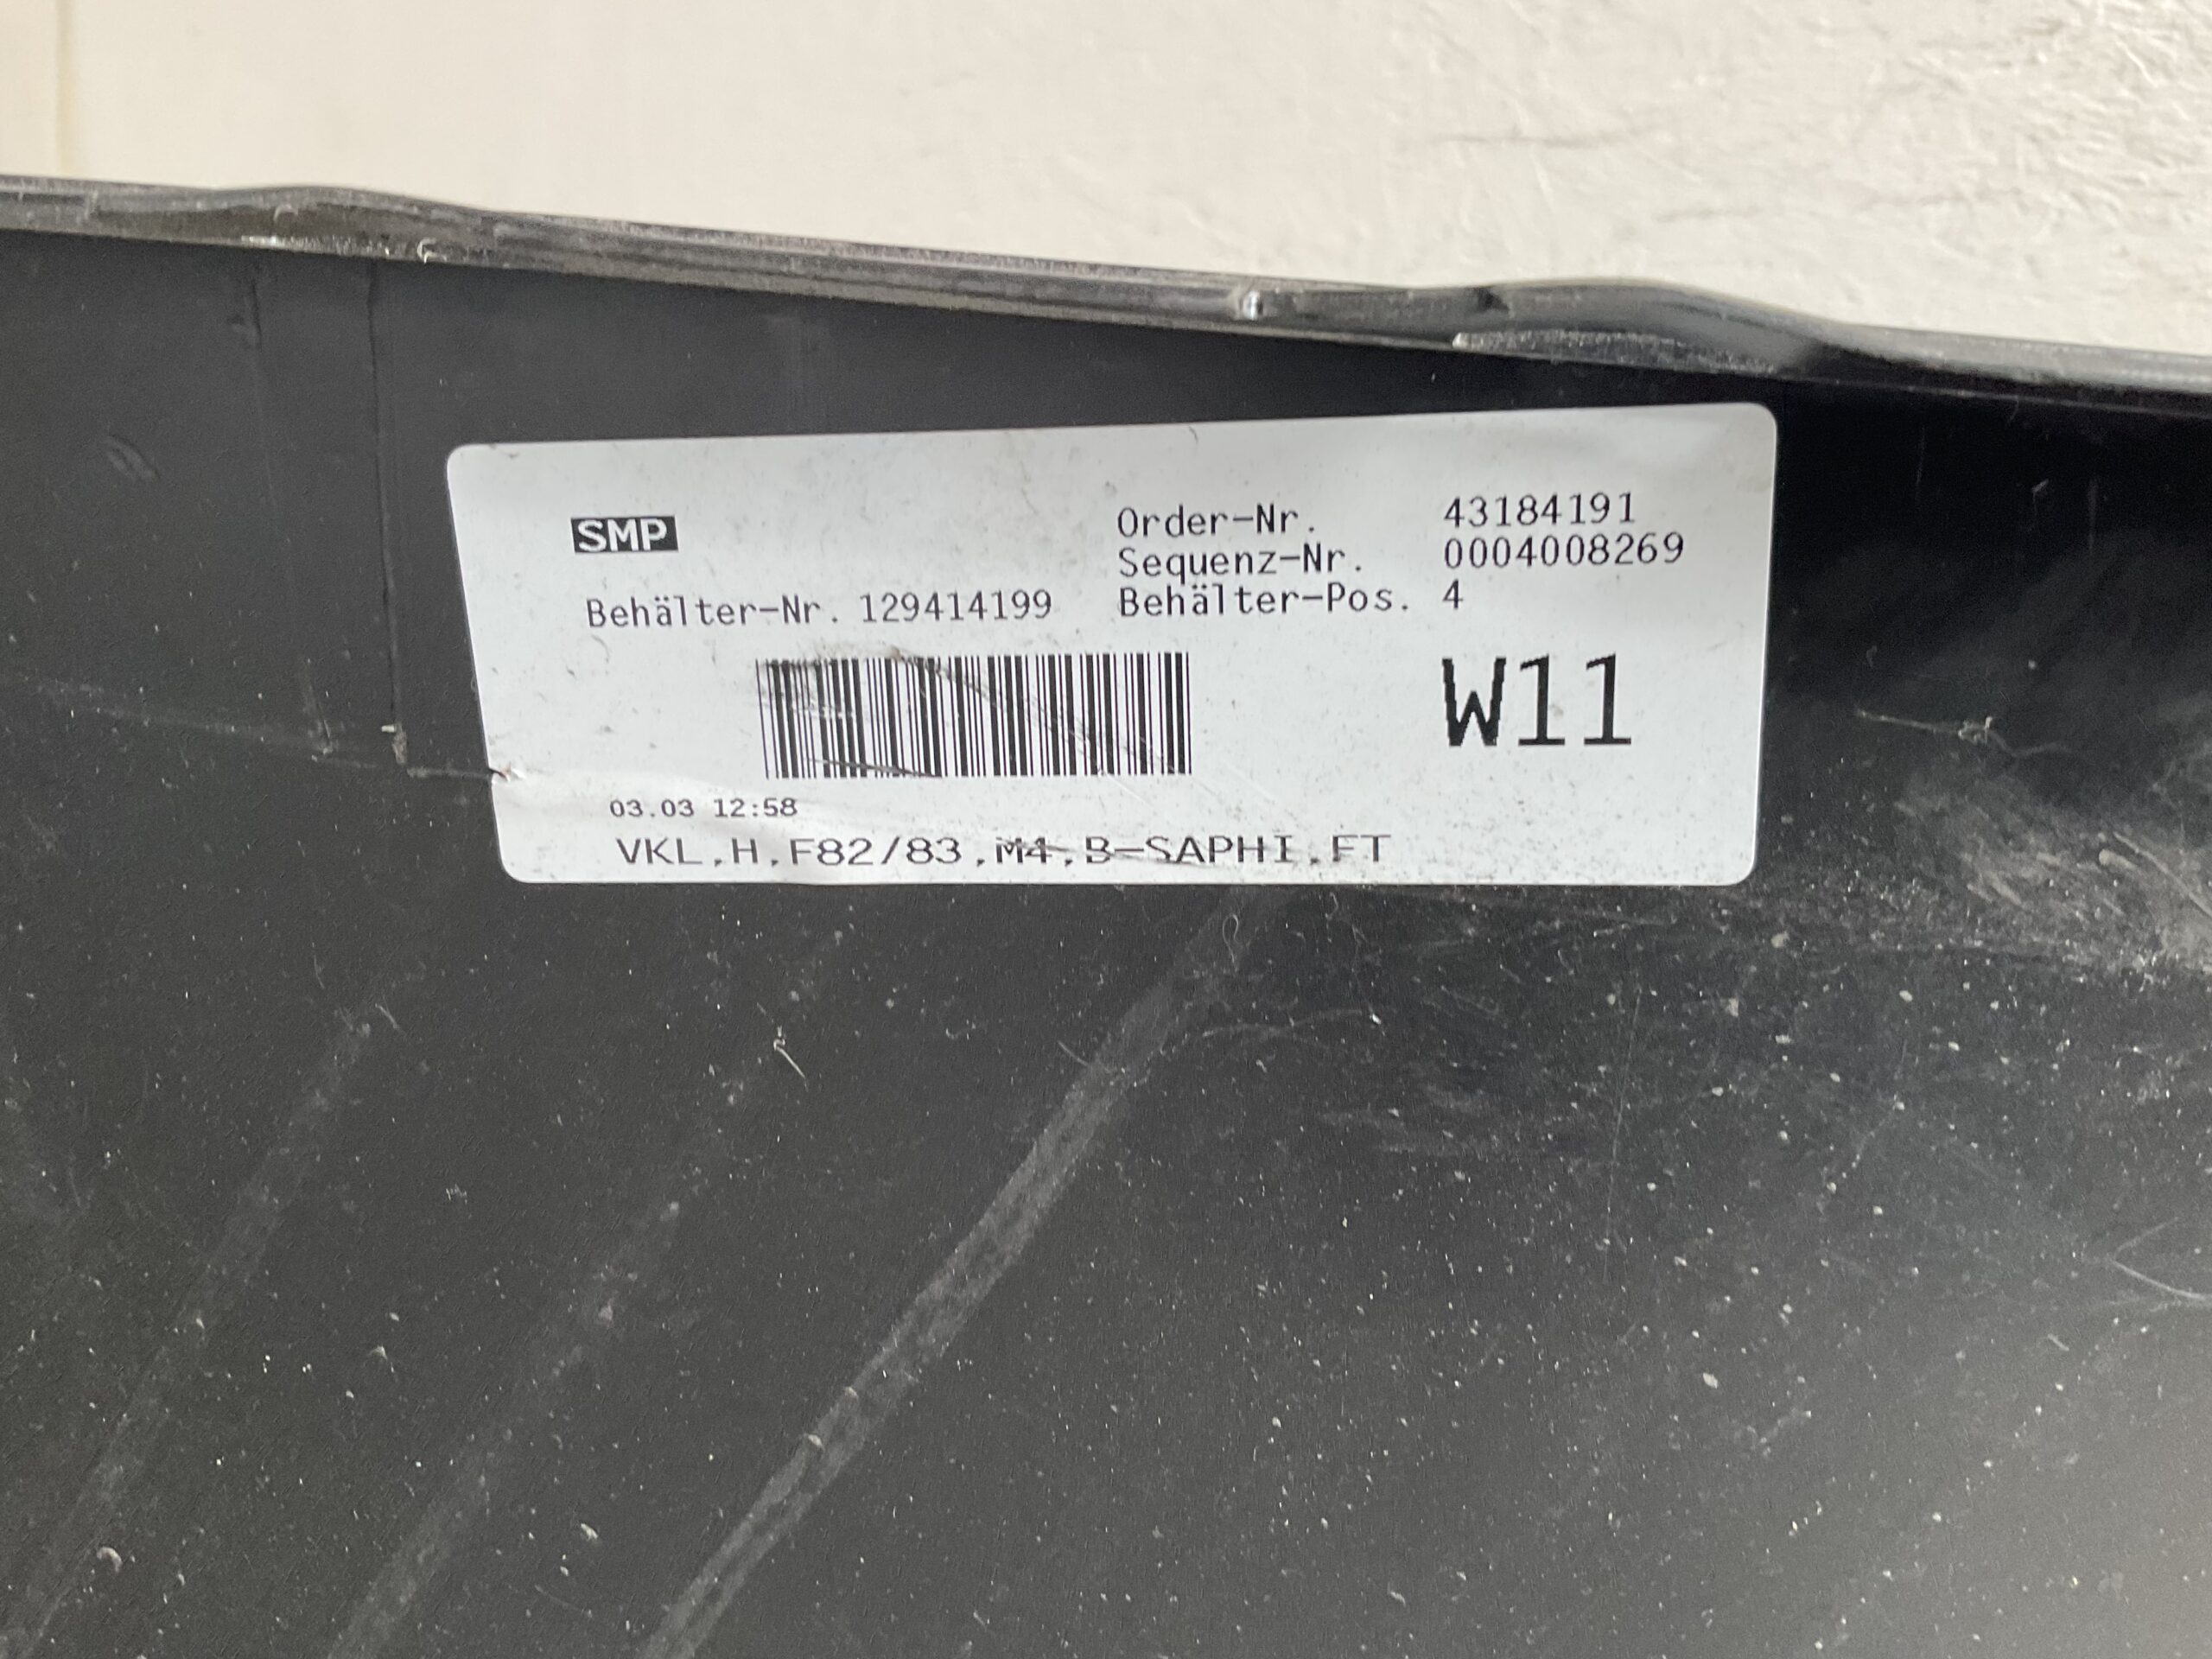 SMP
Order-Nr. 43184191
Sequenz-Nr. 0004008269
Behälter-Nr. 129414199 Behälter-Pos. 4
W11
03.03 12:58
VKL,H,F82/83,M4,B-SAPHI,FT